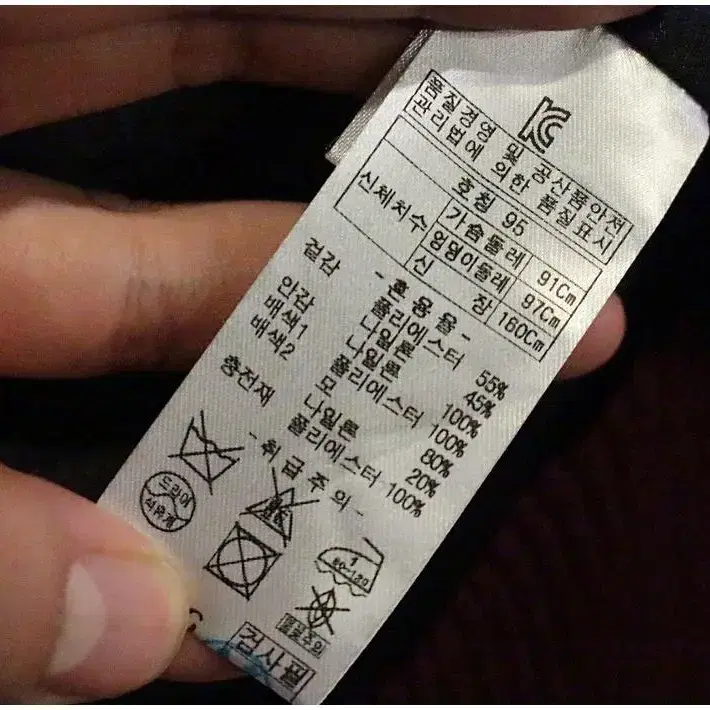 KC
품질경영 및 공산품안전
관리법에 의한 품질표시
호칭 95
신체치수
가슴둘레 91Cm
엉덩이둘레 97Cm
신 장 160Cm
- 혼 용 율 -
겉감 폴리에스터 55%
나일론 45%
안감 나일론 100%
배색1 폴리에스터 100%
배색2 모 80%
나일론 20%
충전재 폴리에스터 100%
- 취 급 주 의 -
드라이
석유계
1
80~120
검사필